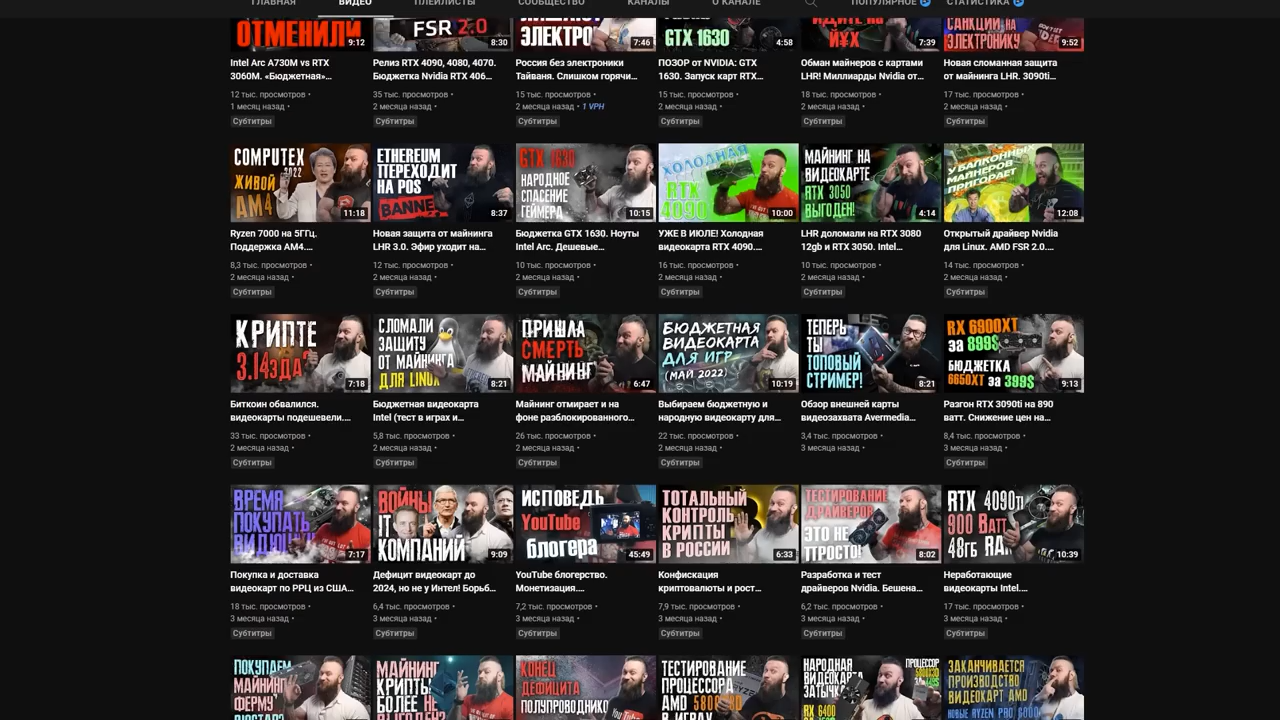 ГЛАВНАЯ ВИДЕО ПЛЕЙЛИСТЫ СООБЩЕСТВО КАНАЛЫ О КАНАЛЕ ПОПУЛЯРНОЕ СТАТИСТИКА
ОТМЕНИЛИ 9:12
FSR 2.0 8:30
ЭЛЕКТРО 7:46
GTX 1630 4:58
ИДИТЕ НА 7:39
САНКЦИИ НА
ЭЛЕКТРОНИКУ 9:52
Intel Arc A730M vs RTX
3060M. «Бюджетная»...
12 тыс. просмотров •
1 месяц назад •
Субтитры
Релиз RTX 4090, 4080, 4070.
Бюджетка Nvidia RTX 406...
35 тыс. просмотров •
2 месяца назад •
Субтитры
Россия без электроники
Тайваня. Слишком горячи...
15 тыс. просмотров •
2 месяца назад • 1 VPH
Субтитры
ПОЗОР от NVIDIA: GTX
1630. Запуск карт RTX...
15 тыс. просмотров •
2 месяца назад •
Субтитры
Обман майнеров с картами
LHR! Миллиарды Nvidia от...
18 тыс. просмотров •
2 месяца назад •
Субтитры
Новая сломанная защита
от майнинга LHR. 3090ti...
17 тыс. просмотров •
2 месяца назад •
Субтитры
COMPUTEX
2022
ЖИВОЙ
AM4
11:18
ETHEREUM
ПЕРЕХОДИТ
НА POS
BANNE
8:37
GTX 1630
НАРОДНОЕ
СПАСЕНИЕ
ГЕЙМЕРА
10:15
ХОЛОДНАЯ
RTX
4090
10:00
МАЙНИНГ НА
ВИДЕОКАРТЕ
RTX 3050
ВЫГОДЕН!
4:14
У БАЛКОННЫХ
МАЙНЕРОВ
ПРИГОРАЕТ
12:08
Ryzen 7000 на 5ГГц.
Поддержка AM4....
8,3 тыс. просмотров •
2 месяца назад •
Субтитры
Новая защита от майнинга
LHR 3.0. Эфир уходит на...
12 тыс. просмотров •
2 месяца назад •
Субтитры
Бюджетка GTX 1630. Ноуты
Intel Arc. Дешевые...
10 тыс. просмотров •
2 месяца назад •
Субтитры
УЖЕ В ИЮЛЕ! Холодная
видеокарта RTX 4090....
16 тыс. просмотров •
2 месяца назад •
Субтитры
LHR доломали на RTX 3080
12gb и RTX 3050. Intel...
10 тыс. просмотров •
2 месяца назад •
Субтитры
Открытый драйвер Nvidia
для Linux. AMD FSR 2.0....
14 тыс. просмотров •
2 месяца назад •
Субтитры
КРИПТЕ
3.14зда?
7:18
СЛОМАЛИ
ЗАЩИТУ
ОТ МАЙНИНГА
ДЛЯ LINUX
8:21
ПРИШЛА
СМЕРТЬ
МАЙНИНГ
6:47
БЮДЖЕТНАЯ
ВИДЕОКАРТА
ДЛЯ ИГР
(МАЙ 2022)
10:19
ТЕПЕРЬ
ТЫ
ТОПОВЫЙ
СТРИМЕР!
8:21
RX 6900XT
за 899$
БЮДЖЕТКА
6650XT за 399$
9:13
Биткоин обвалился.
видеокарты подешевели....
33 тыс. просмотров •
2 месяца назад •
Субтитры
Бюджетная видеокарта
Intel (тест в играх и...
5,8 тыс. просмотров •
2 месяца назад •
Субтитры
Майнинг отмирает и на
фоне разблокированного...
26 тыс. просмотров •
2 месяца назад •
Субтитры
Выбираем бюджетную и
народную видеокарту для...
22 тыс. просмотров •
2 месяца назад •
Субтитры
Обзор внешней карты
видеозахвата Avermedia...
3,4 тыс. просмотров •
3 месяца назад •
Разгон RTX 3090ti на 890
ватт. Снижение цен на...
8,4 тыс. просмотров •
3 месяца назад •
Субтитры
ВРЕМЯ
ПОКУПАТЬ
ВИДЮ
7:17
ВОЙНЫ
IT
КОМПАНИЙ
9:09
ИСПОВЕДЬ
YouTube
блогера
45:49
ТОТАЛЬНЫЙ
КОНТРОЛЬ
КРИПТЫ
В РОССИИ
6:33
ТЕСТИРОВАНИЕ
ДРАЙВЕРОВ
ЭТО НЕ
ПРОСТО!
8:02
RTX 4090TI
900 ВАТТ
48ГБ RA
10:39
Покупка и доставка
видеокарт по РРЦ из США...
18 тыс. просмотров •
3 месяца назад •
Субтитры
Дефицит видеокарт до
2024, но не у Интел! Борьб...
6,4 тыс. просмотров •
3 месяца назад •
Субтитры
YouTube блогерство.
Монетизация....
7,2 тыс. просмотров •
3 месяца назад •
Субтитры
Конфискация
криптовалюты и рост...
7,9 тыс. просмотров •
3 месяца назад •
Субтитры
Разработка и тест
драйверов Nvidia. Бешена...
6,2 тыс. просмотров •
3 месяца назад •
Субтитры
Неработающие
видеокарты Intel....
17 тыс. просмотров •
3 месяца назад •
Субтитры
ПОКУПАЕМ
МАЙНИНГ
ФЕРМУ
МАЙНИНГ
КРИПТЫ
БОЛЕЕ НЕ
КОНЕЦ
ДЕФИЦИТА
ПОЛУПРОВОДНИКО
ТЕСТИРОВАНИЕ
ПРОЦЕССОРА
AMD
НАРОДНАЯ
ВИДЕОКАРТА
ЗАТЫЧКА
RX 6400
ПРОЦЕССОР
ЗАКАНЧИВАЕТСЯ
ПРОИЗВОДСТВО
ВИДЕОКАРТ AMD
НОВЫЕ RYZEN PRO 6000